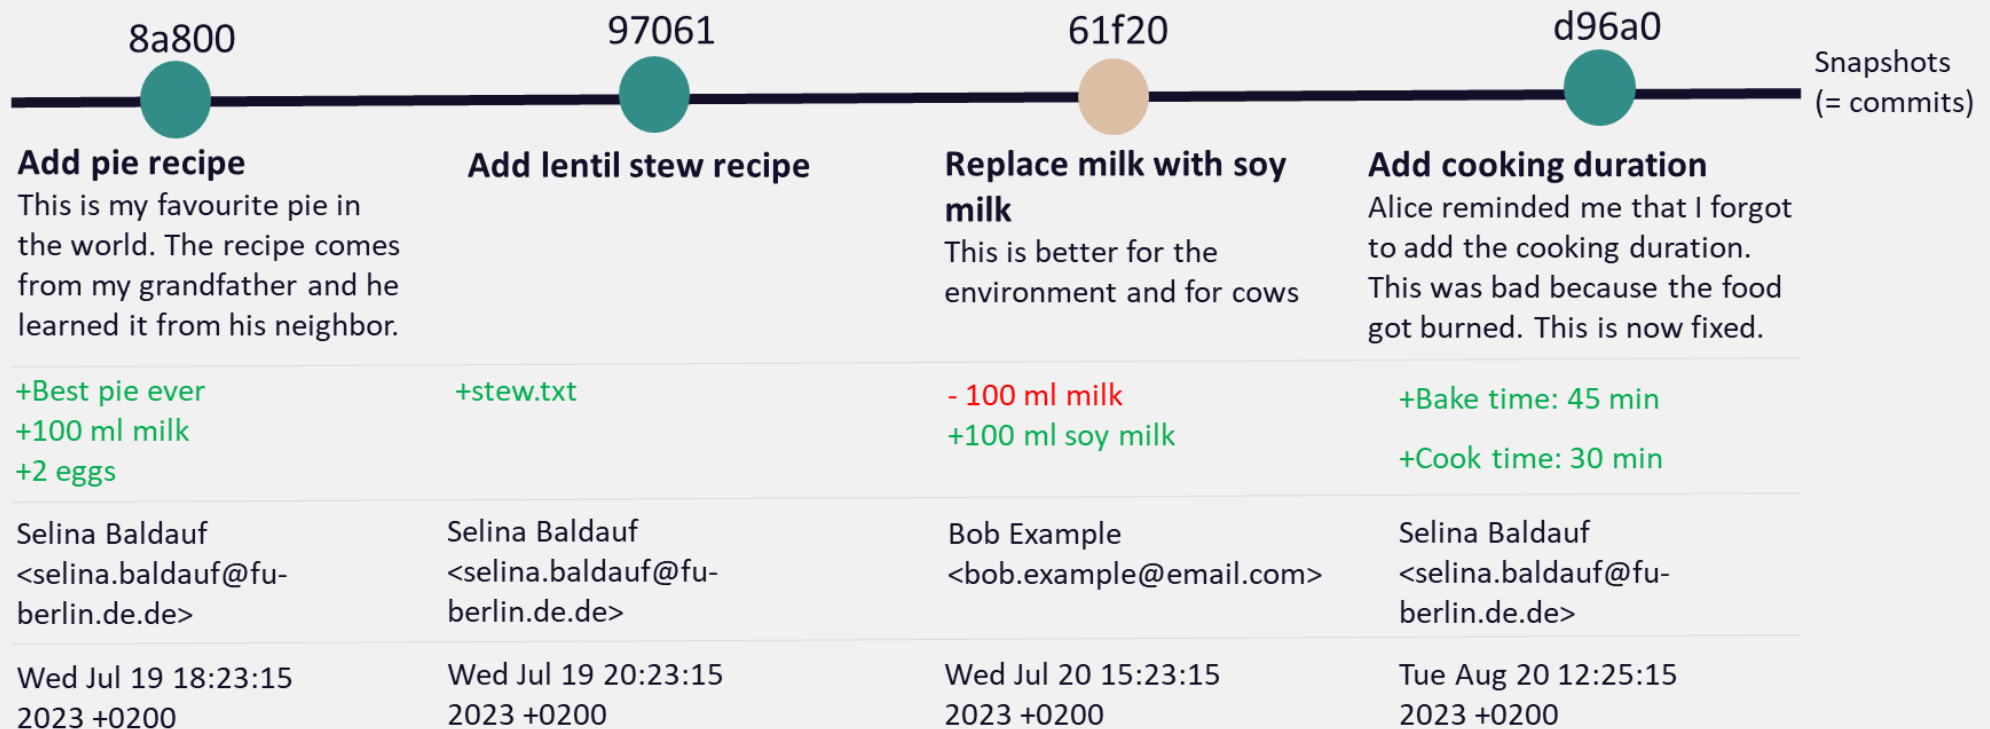 8a800
97061
61f20
d96a0
Snapshots
(= commits)
Add pie recipe
This is my favourite pie in
the world. The recipe comes
from my grandfather and he
learned it from his neighbor.
Add lentil stew recipe
Replace milk with soy
milk
This is better for the
environment and for cows
Add cooking duration
Alice reminded me that I forgot
to add the cooking duration.
This was bad because the food
got burned. This is now fixed.
+Best pie ever
+100 ml milk
+2 eggs
+stew.txt
- 100 ml milk
+100 ml soy milk
+Bake time: 45 min
+Cook time: 30 min
Selina Baldauf
<selina.baldauf@fu-
berlin.de.de>
Selina Baldauf
<selina.baldauf@fu-
berlin.de.de>
Bob Example
<bob.example@email.com>
Selina Baldauf
<selina.baldauf@fu-
berlin.de.de>
Wed Jul 19 18:23:15
2023 +0200
Wed Jul 19 20:23:15
2023 +0200
Wed Jul 20 15:23:15
2023 +0200
Tue Aug 20 12:25:15
2023 +0200